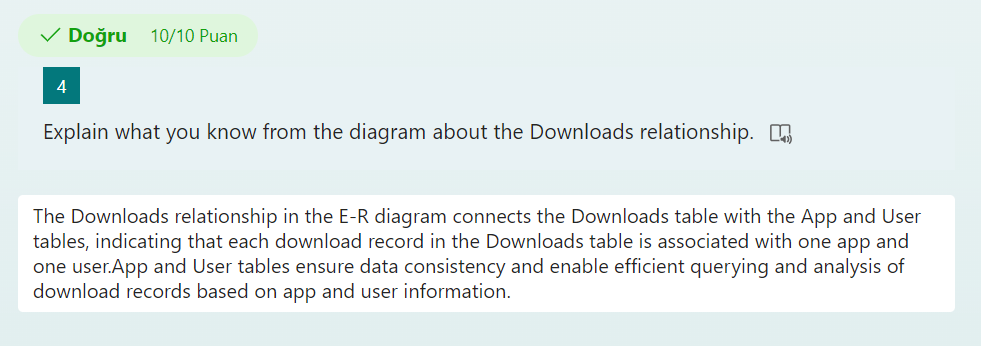 Doğru 10/10 Puan
4
Explain what you know from the diagram about the Downloads relationship.
The Downloads relationship in the E-R diagram connects the Downloads table with the App and User
tables, indicating that each download record in the Downloads table is associated with one app and
one user.App and User tables ensure data consistency and enable efficient querying and analysis of
download records based on app and user information.